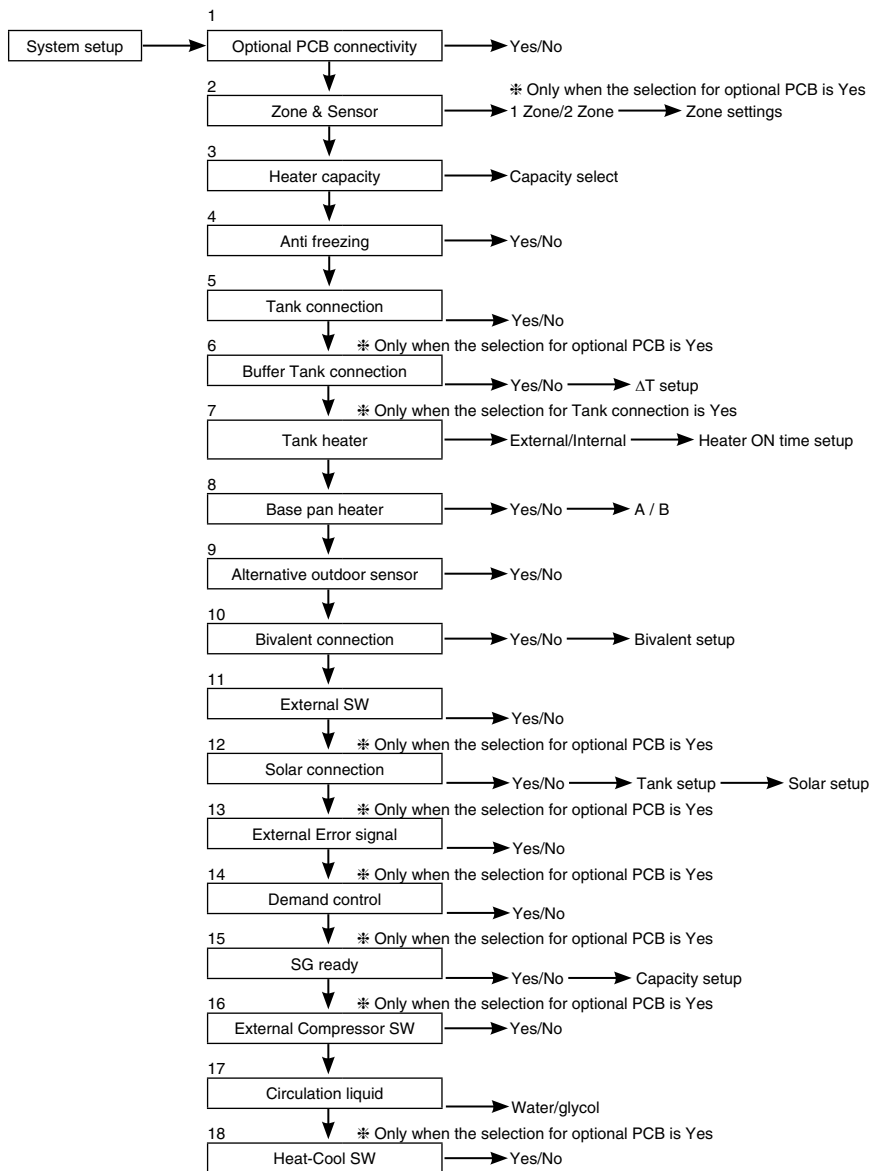 1
System setup Optional PCB connectivity Yes/No
2 ⁜ Only when the selection for optional PCB is Yes
Zone & Sensor 1 Zone/2 Zone Zone settings
3
Heater capacity Capacity select
4
Anti freezing Yes/No
5
Tank connection Yes/No
6 ⁜ Only when the selection for optional PCB is Yes
Buffer Tank connection Yes/No ΔT setup
7 ⁜ Only when the selection for Tank connection is Yes
Tank heater External/Internal Heater ON time setup
8
Base pan heater Yes/No A / B
9
Alternative outdoor sensor Yes/No
10
Bivalent connection Yes/No Bivalent setup
11
External SW Yes/No
12 ⁜ Only when the selection for optional PCB is Yes
Solar connection Yes/No Tank setup Solar setup
13 ⁜ Only when the selection for optional PCB is Yes
External Error signal Yes/No
14 ⁜ Only when the selection for optional PCB is Yes
Demand control Yes/No
15 ⁜ Only when the selection for optional PCB is Yes
SG ready Yes/No Capacity setup
16 ⁜ Only when the selection for optional PCB is Yes
External Compressor SW Yes/No
17
Circulation liquid Water/glycol
18 ⁜ Only when the selection for optional PCB is Yes
Heat-Cool SW Yes/No